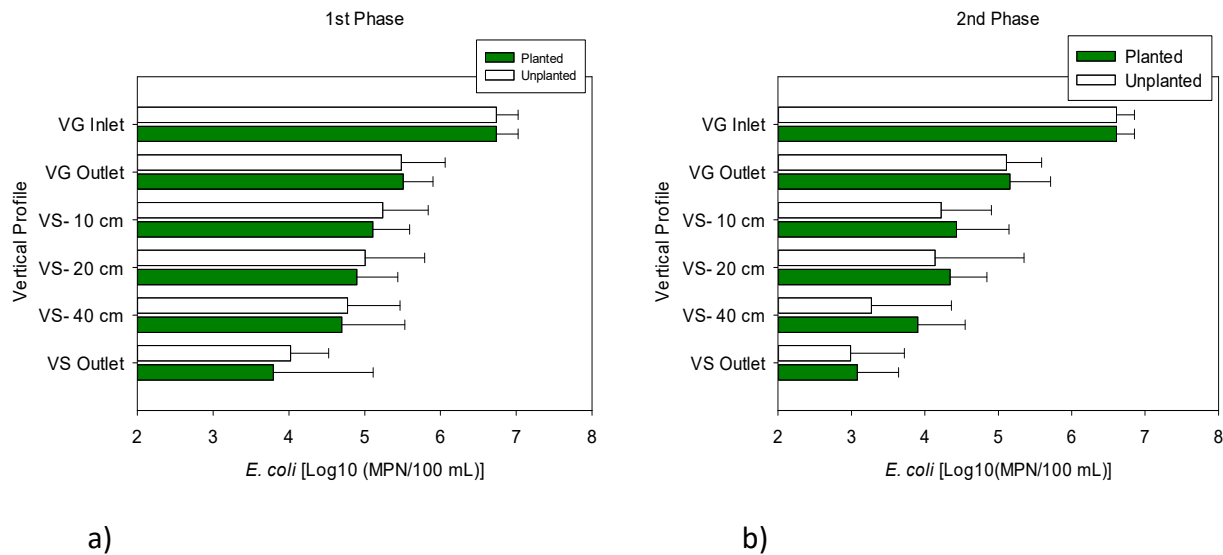 1st Phase
Planted
Unplanted
Vertical Profile
VG Inlet
VG Outlet
VS- 10 cm
VS- 20 cm
VS- 40 cm
VS Outlet
2 3 4 5 6 7 8
E. coli [Log10 (MPN/100 mL)]
a)
2nd Phase
Planted
Unplanted
Vertical Profile
VG Inlet
VG Outlet
VS- 10 cm
VS- 20 cm
VS- 40 cm
VS Outlet
2 3 4 5 6 7 8
E. coli [Log10(MPN/100 mL)]
b)